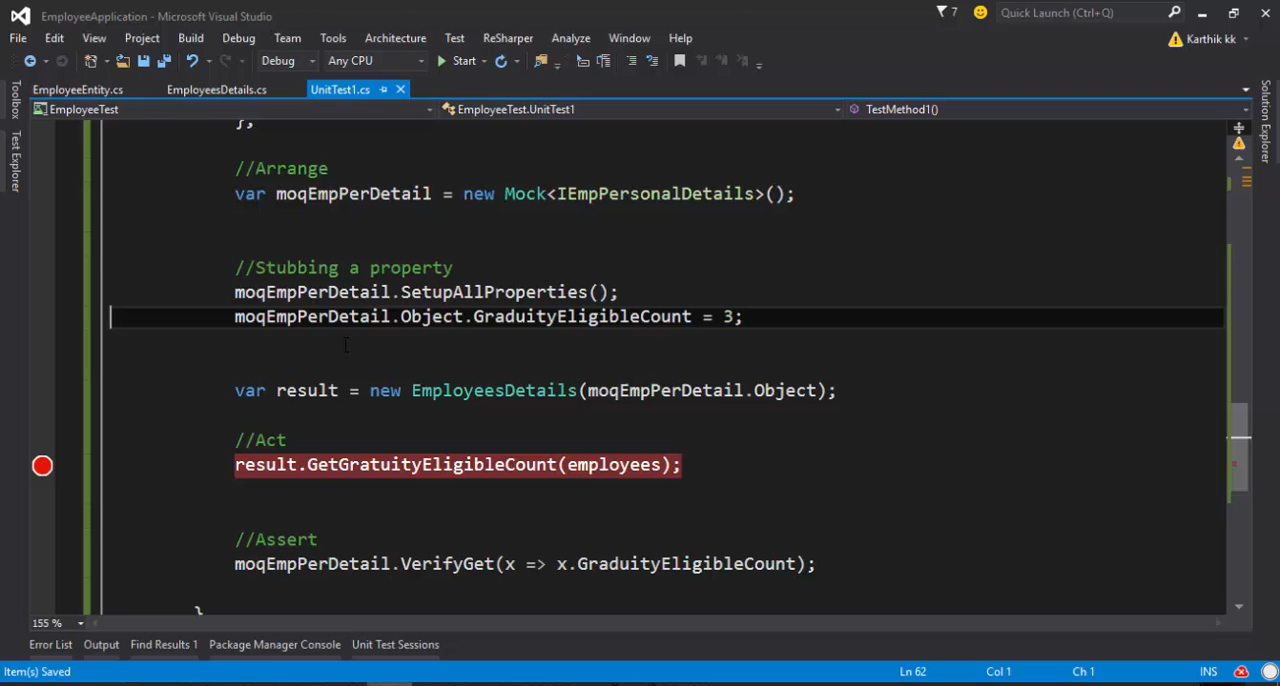 EmployeeApplication - Microsoft Visual Studio
7
Quick Launch (Ctrl+Q)
File Edit View Project Build Debug Team Tools Architecture Test ReSharper Analyze Window Help
Karthik kk
Debug Any CPU Start
EmployeeEntity.cs EmployeesDetails.cs UnitTest1.cs
EmployeeTest EmployeeTest.UnitTest1 TestMethod1()
Toolbox
Test Explorer
Solution Explorer
};
//Arrange
var moqEmpPerDetail = new Mock<IEmpPersonalDetails>();
//Stubbing a property
moqEmpPerDetail.SetupAllProperties();
moqEmpPerDetail.Object.GraduityEligibleCount = 3;
var result = new EmployeesDetails(moqEmpPerDetail.Object);
//Act
result.GetGratuityEligibleCount(employees);
//Assert
moqEmpPerDetail.VerifyGet(x => x.GraduityEligibleCount);
}
155 %
Error List Output Find Results 1 Package Manager Console Unit Test Sessions
Item(s) Saved Ln 62 Col 1 Ch 1 INS